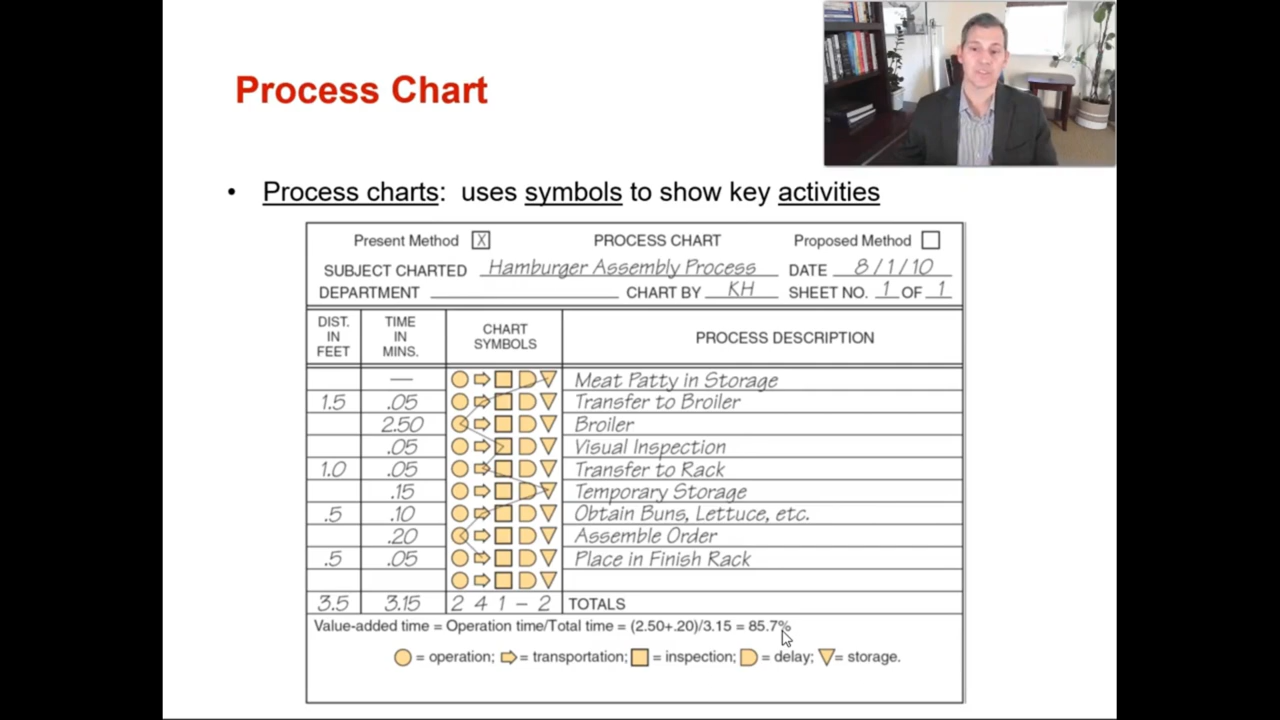 Process Chart
• Process charts: uses symbols to show key activities
Present Method X PROCESS CHART Proposed Method
SUBJECT CHARTED Hamburger Assembly Process DATE 8/1/10
DEPARTMENT CHART BY KH SHEET NO. 1 OF 1
DIST. IN FEET TIME IN MINS. CHART SYMBOLS PROCESS DESCRIPTION
— Meat Patty in Storage
1.5 .05 Transfer to Broiler
2.50 Broiler
.05 Visual Inspection
1.0 .05 Transfer to Rack
.15 Temporary Storage
.5 .10 Obtain Buns, Lettuce, etc.
.20 Assemble Order
.5 .05 Place in Finish Rack
3.5 3.15 2 4 1 – 2 TOTALS
Value-added time = Operation time/Total time = (2.50+.20)/3.15 = 85.7%
= operation; = transportation; = inspection; = delay; = storage.